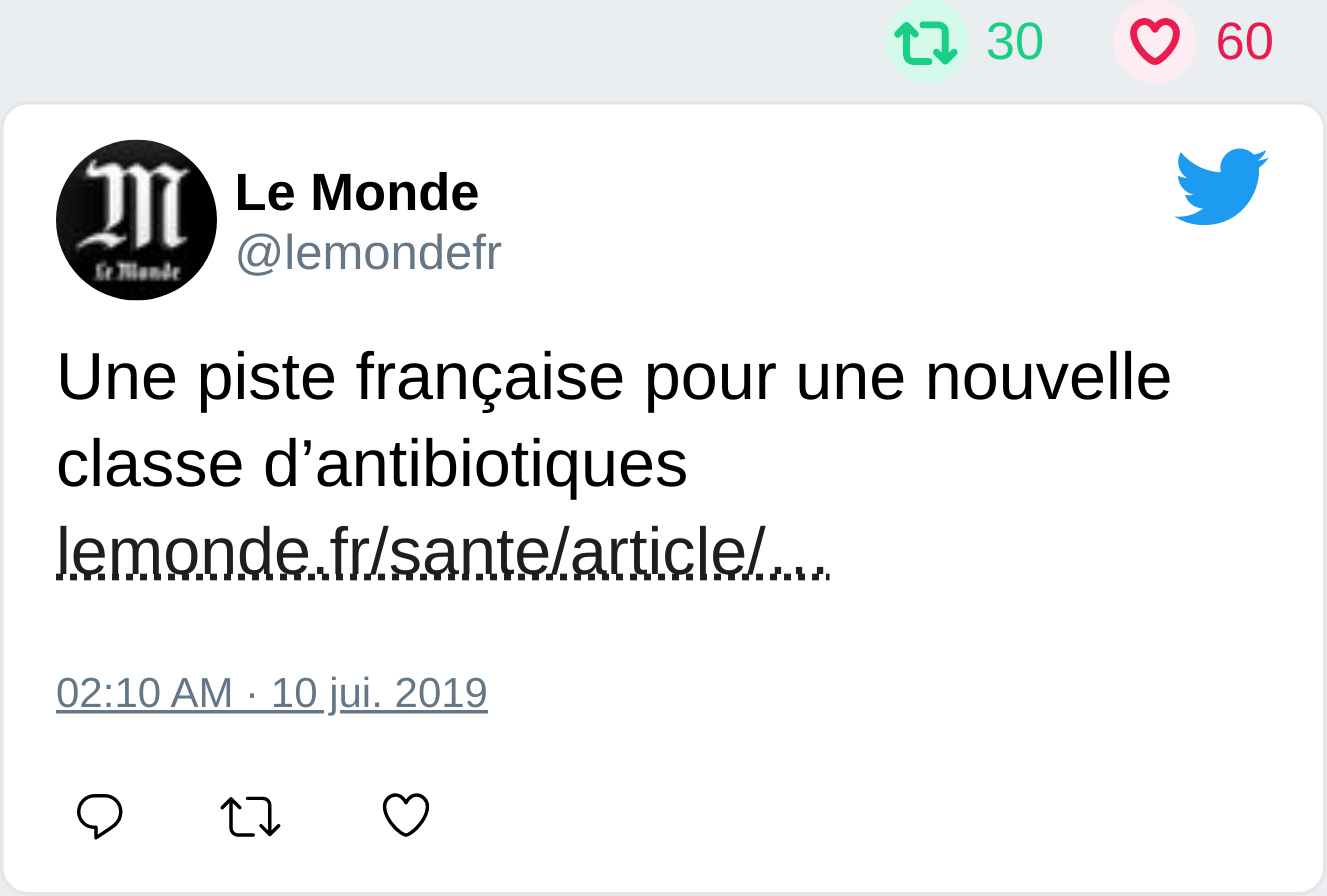 30 60
Le Monde
Le Monde
@lemondefr
Une piste française pour une nouvelle
classe d’antibiotiques
lemonde.fr/sante/article/…
02:10 AM · 10 jui. 2019